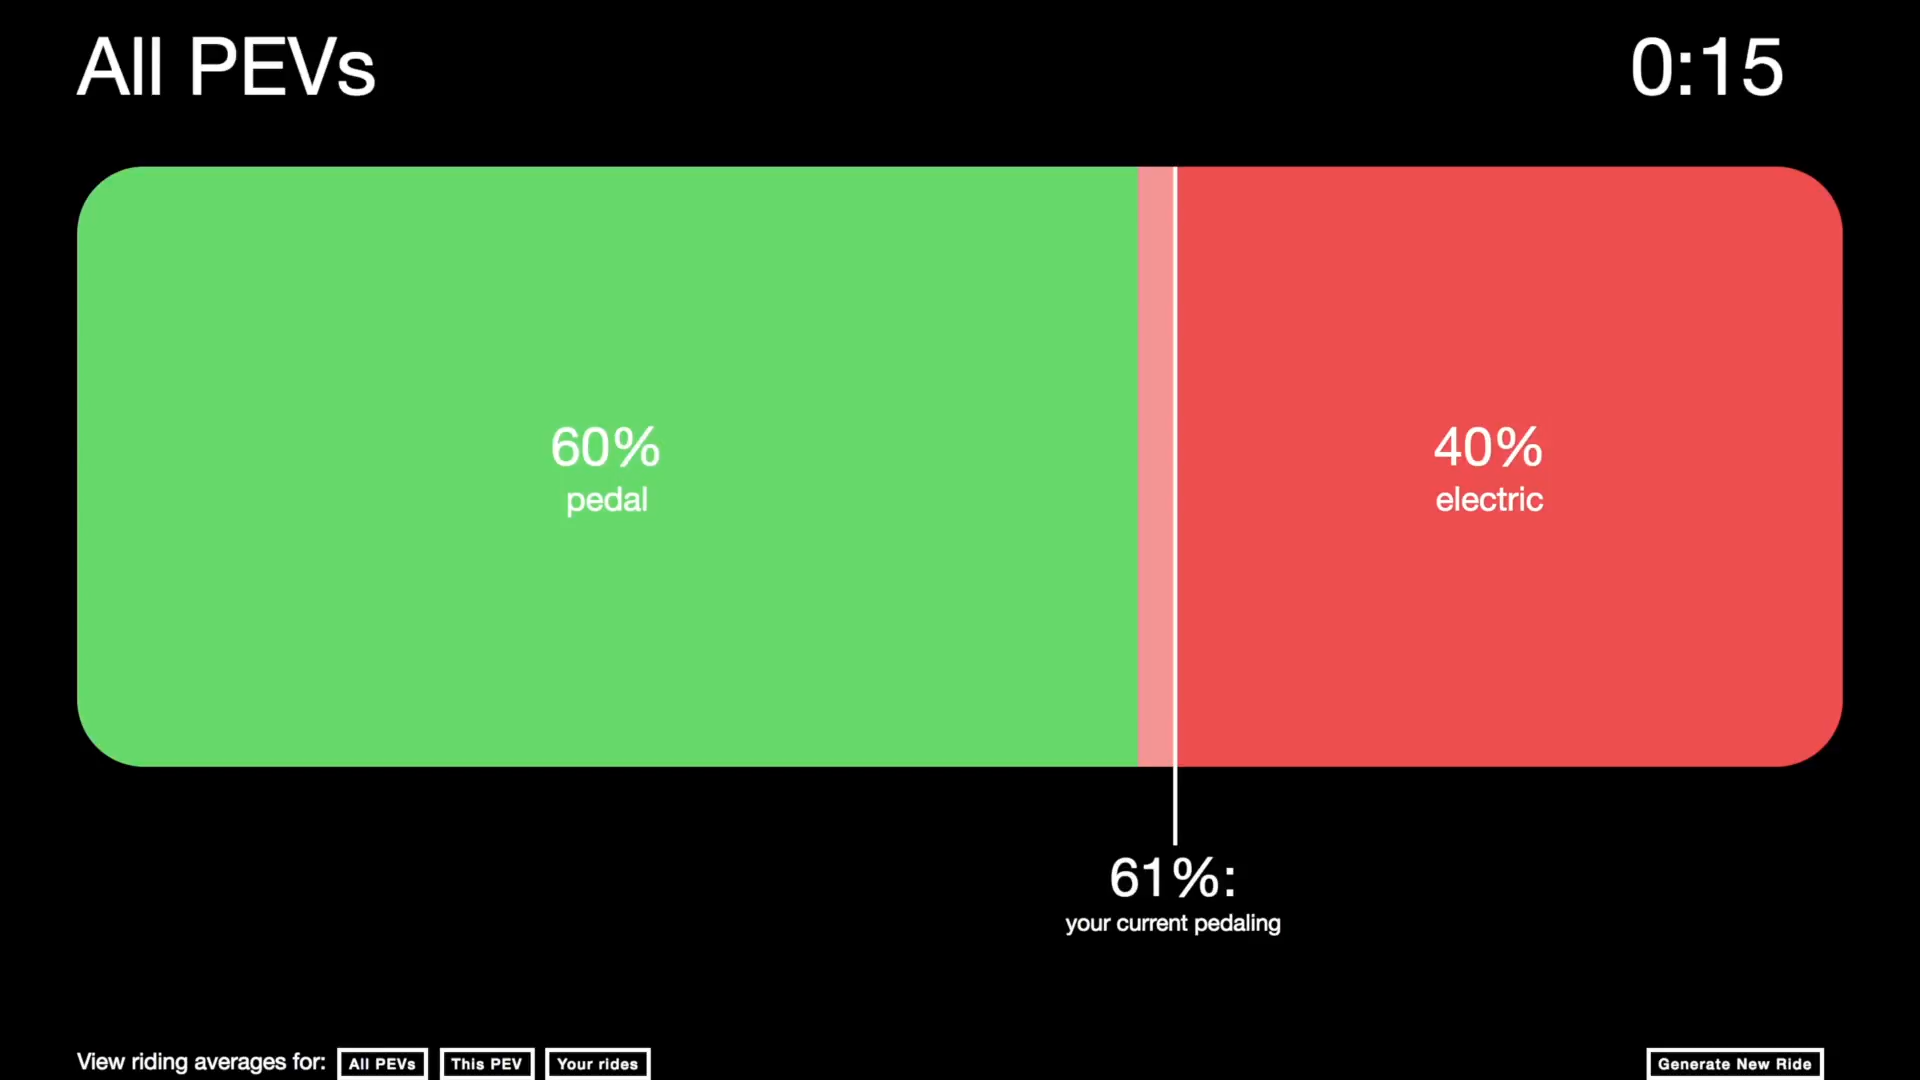 All PEVs
0:15
60%
pedal
40%
electric
61%:
your current pedaling
View riding averages for: All PEVs This PEV Your rides
Generate New Ride